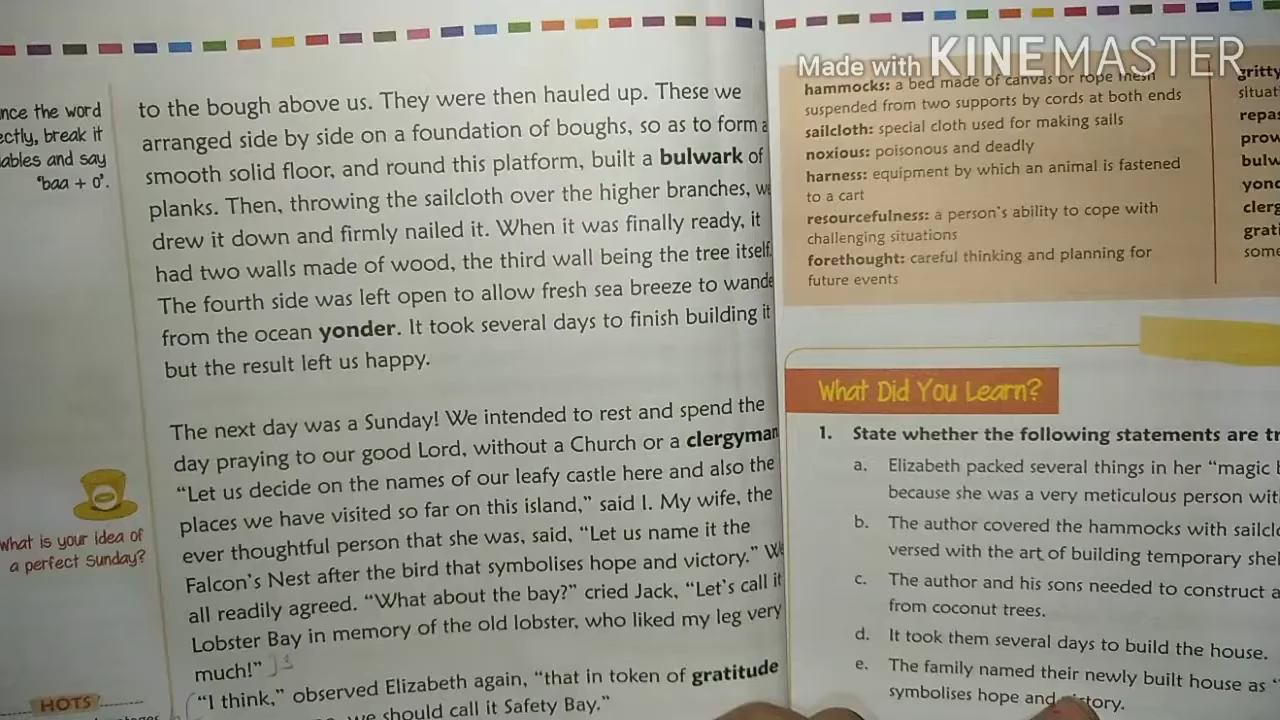 nce the word
ectly, break it
lables and say
'baa + o'.
to the bough above us. They were then hauled up. These we
arranged side by side on a foundation of boughs, so as to form a
smooth solid floor, and round this platform, built a bulwark of
planks. Then, throwing the sailcloth over the higher branches, we
drew it down and firmly nailed it. When it was finally ready, it
had two walls made of wood, the third wall being the tree itself.
The fourth side was left open to allow fresh sea breeze to wande
from the ocean yonder. It took several days to finish building it
but the result left us happy.
The next day was a Sunday! We intended to rest and spend the
day praying to our good Lord, without a Church or a clergyman
"Let us decide on the names of our leafy castle here and also the
places we have visited so far on this island," said I. My wife, the
ever thoughtful person that she was, said, "Let us name it the
Falcon's Nest after the bird that symbolises hope and victory." We
all readily agreed. "What about the bay?" cried Jack, "Let's call it
Lobster Bay in memory of the old lobster, who liked my leg very
much!"
"I think," observed Elizabeth again, "that in token of gratitude
we should call it Safety Bay."
What is your idea of
a perfect Sunday?
HOTS
Made with KINEMASTER
hammocks: a bed made of canvas or rope mesh
suspended from two supports by cords at both ends
sailcloth: special cloth used for making sails
noxious: poisonous and deadly
harness: equipment by which an animal is fastened
to a cart
resourcefulness: a person's ability to cope with
challenging situations
forethought: careful thinking and planning for
future events
gritty
situat
repas
prow
bulw
yond
clerg
grati
some
What Did You Learn?
1. State whether the following statements are tr
a. Elizabeth packed several things in her "magic b
because she was a very meticulous person wit
b. The author covered the hammocks with sailclo
versed with the art of building temporary shel
c. The author and his sons needed to construct a
from coconut trees.
d. It took them several days to build the house.
e. The family named their newly built house as "
symbolises hope and victory.